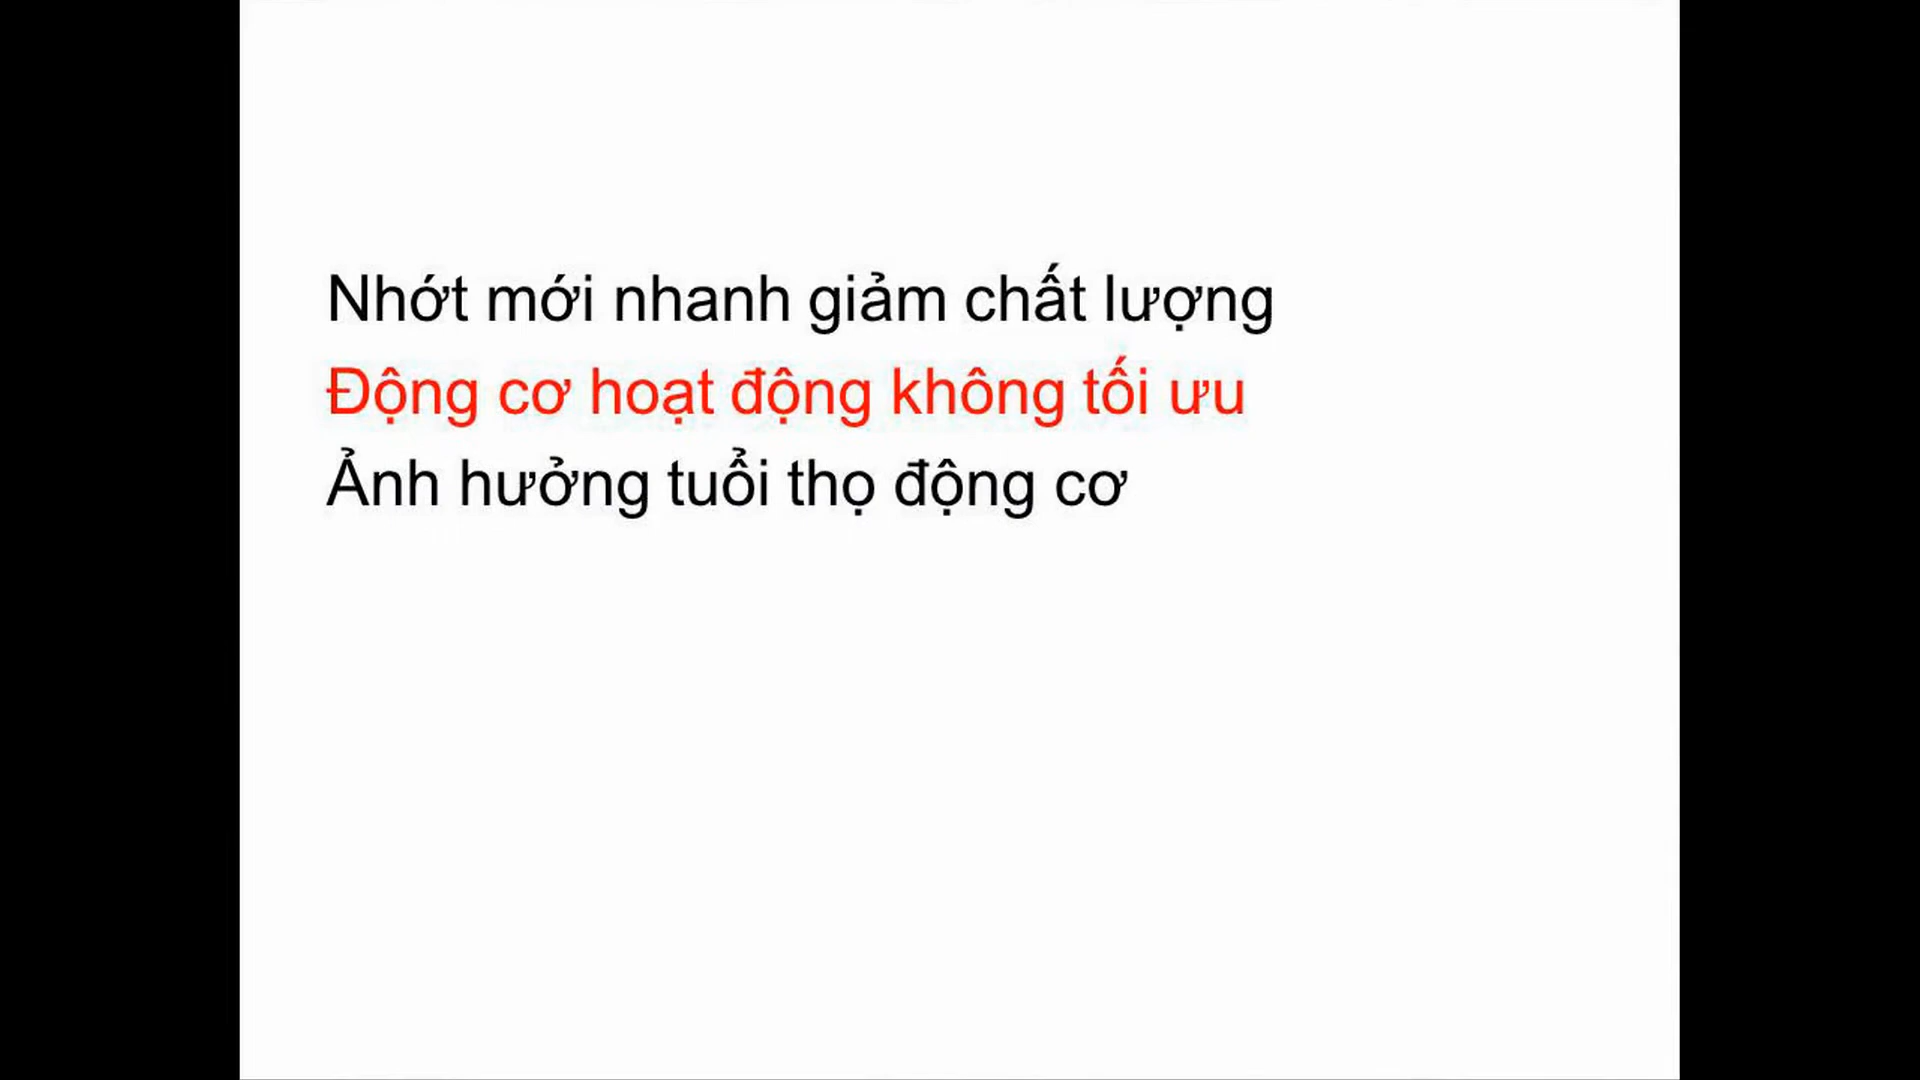 Nhớt mới nhanh giảm chất lượng
Động cơ hoạt động không tối ưu
Ảnh hưởng tuổi thọ động cơ